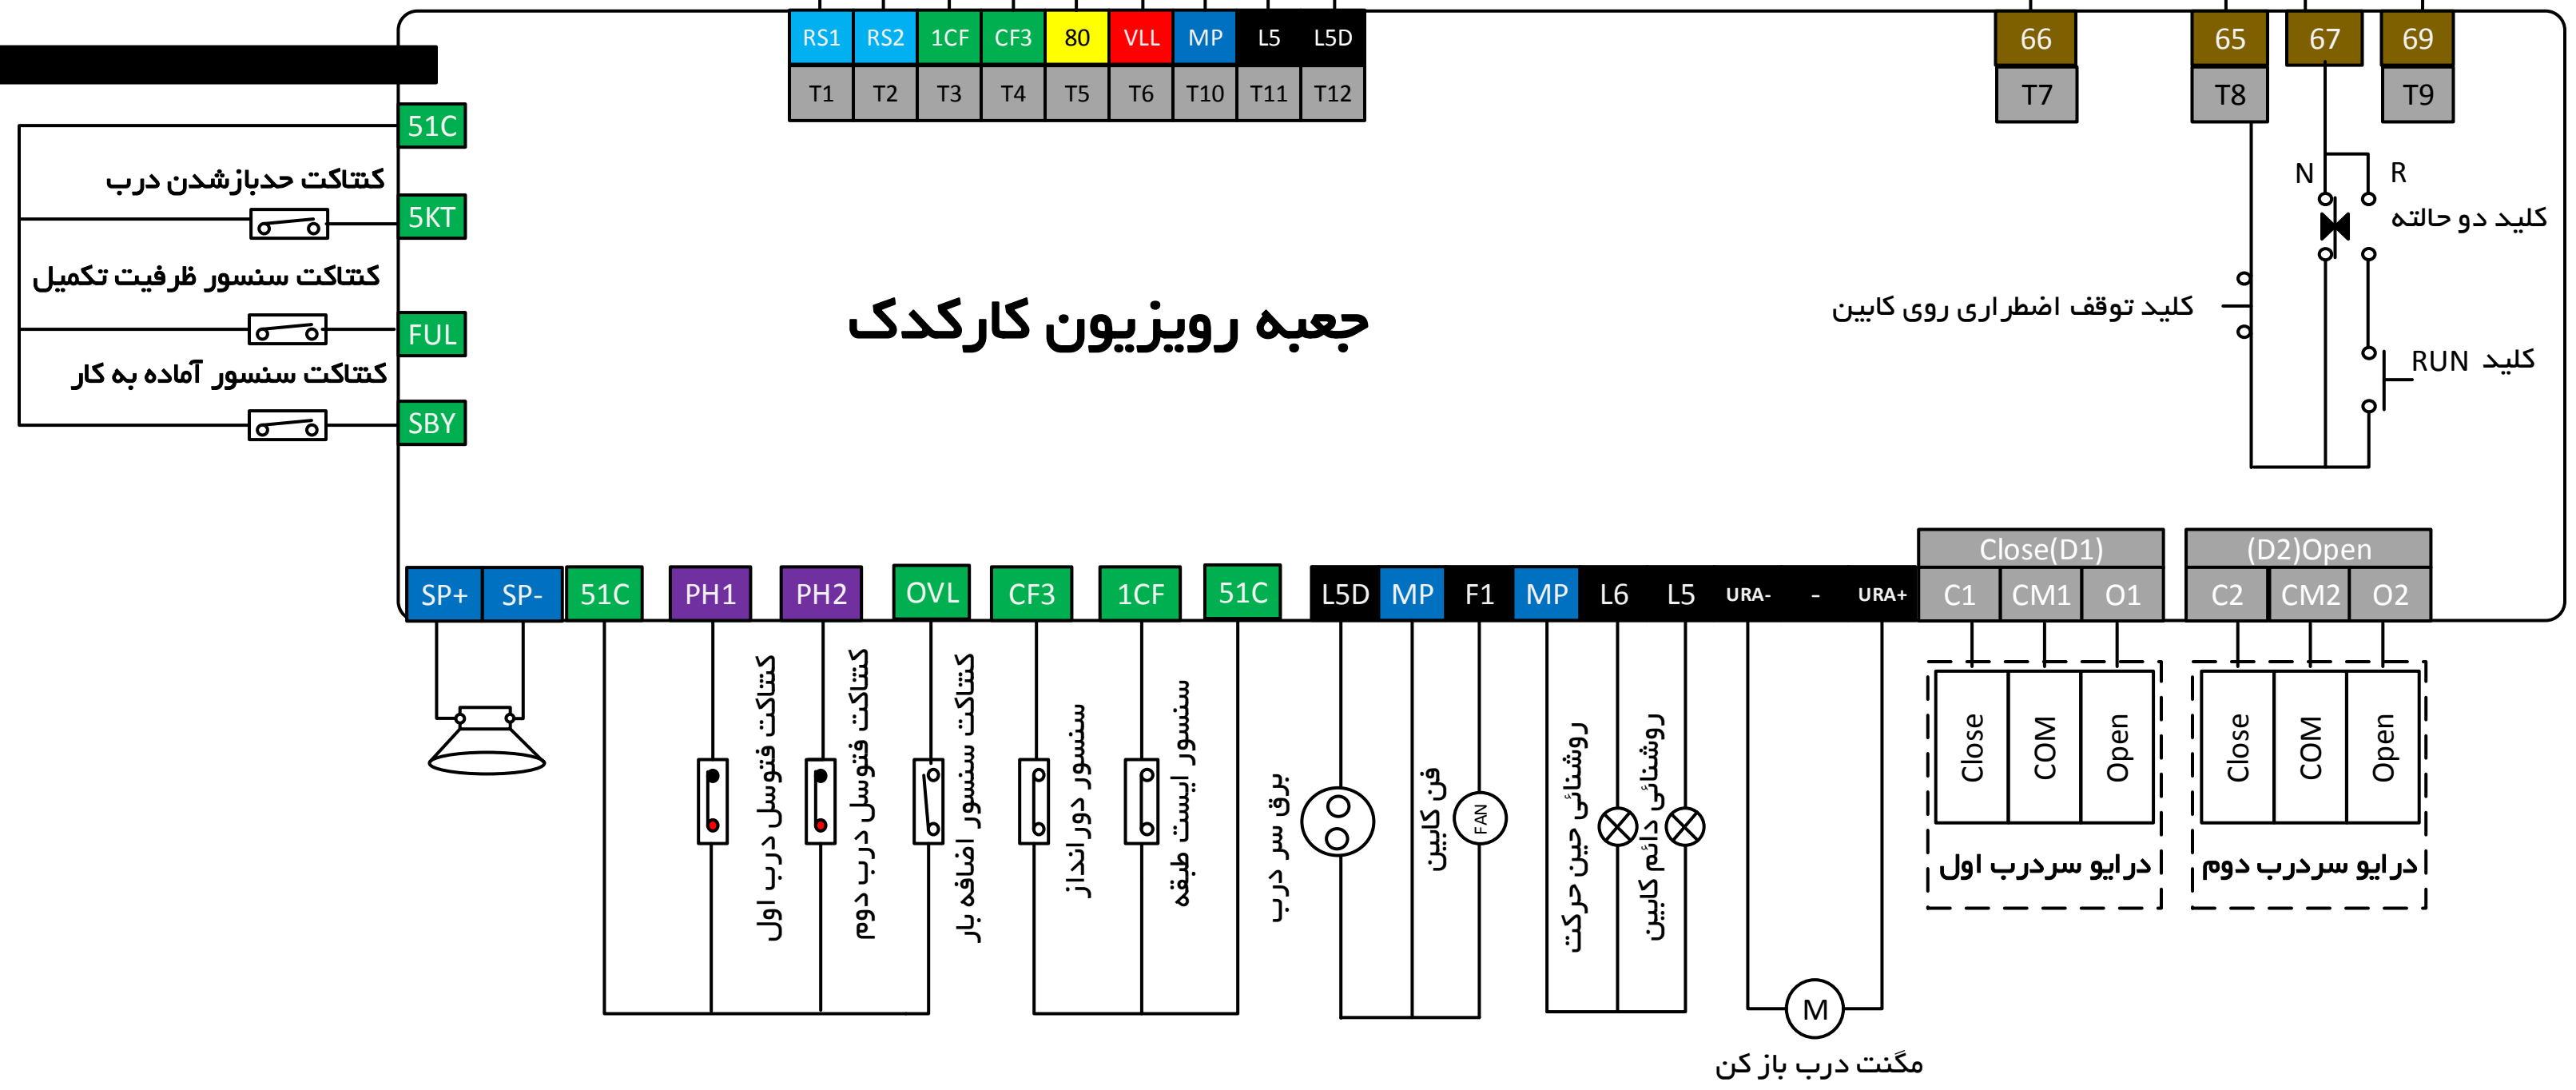 RS1 RS2 1CF CF3 80 VLL MP L5 L5D
T1 T2 T3 T4 T5 T6 T10 T11 T12
66 65 67 69
T7 T8 T9
51C
کنتاکت حدبازشدن درب
5KT
کنتاکت سنسور ظرفیت تکمیل
FUL
کنتاکت سنسور آماده به کار
SBY
جعبه رویزیون کارکدک
N R
کلید دو حالته
کلید توقف اضطراری روی کابین
کلید RUN
Close(D1) (D2)Open
SP+ SP- 51C PH1 PH2 OVL CF3 1CF 51C L5D MP F1 MP L6 L5 URA- - URA+ C1 CM1 O1 C2 CM2 O2
کنتاکت فتوسل درب اول
کنتاکت فتوسل درب دوم
کنتاکت سنسور اضافه بار
سنسور دورانداز
سنسور ایست طبقه
برق سر درب
فن کابین
FAN
روشنائی حین حرکت
روشنائی دائم کابین
M
مگنت درب باز کن
Close COM Open
درایو سردرب اول
Close COM Open
درایو سردرب دوم